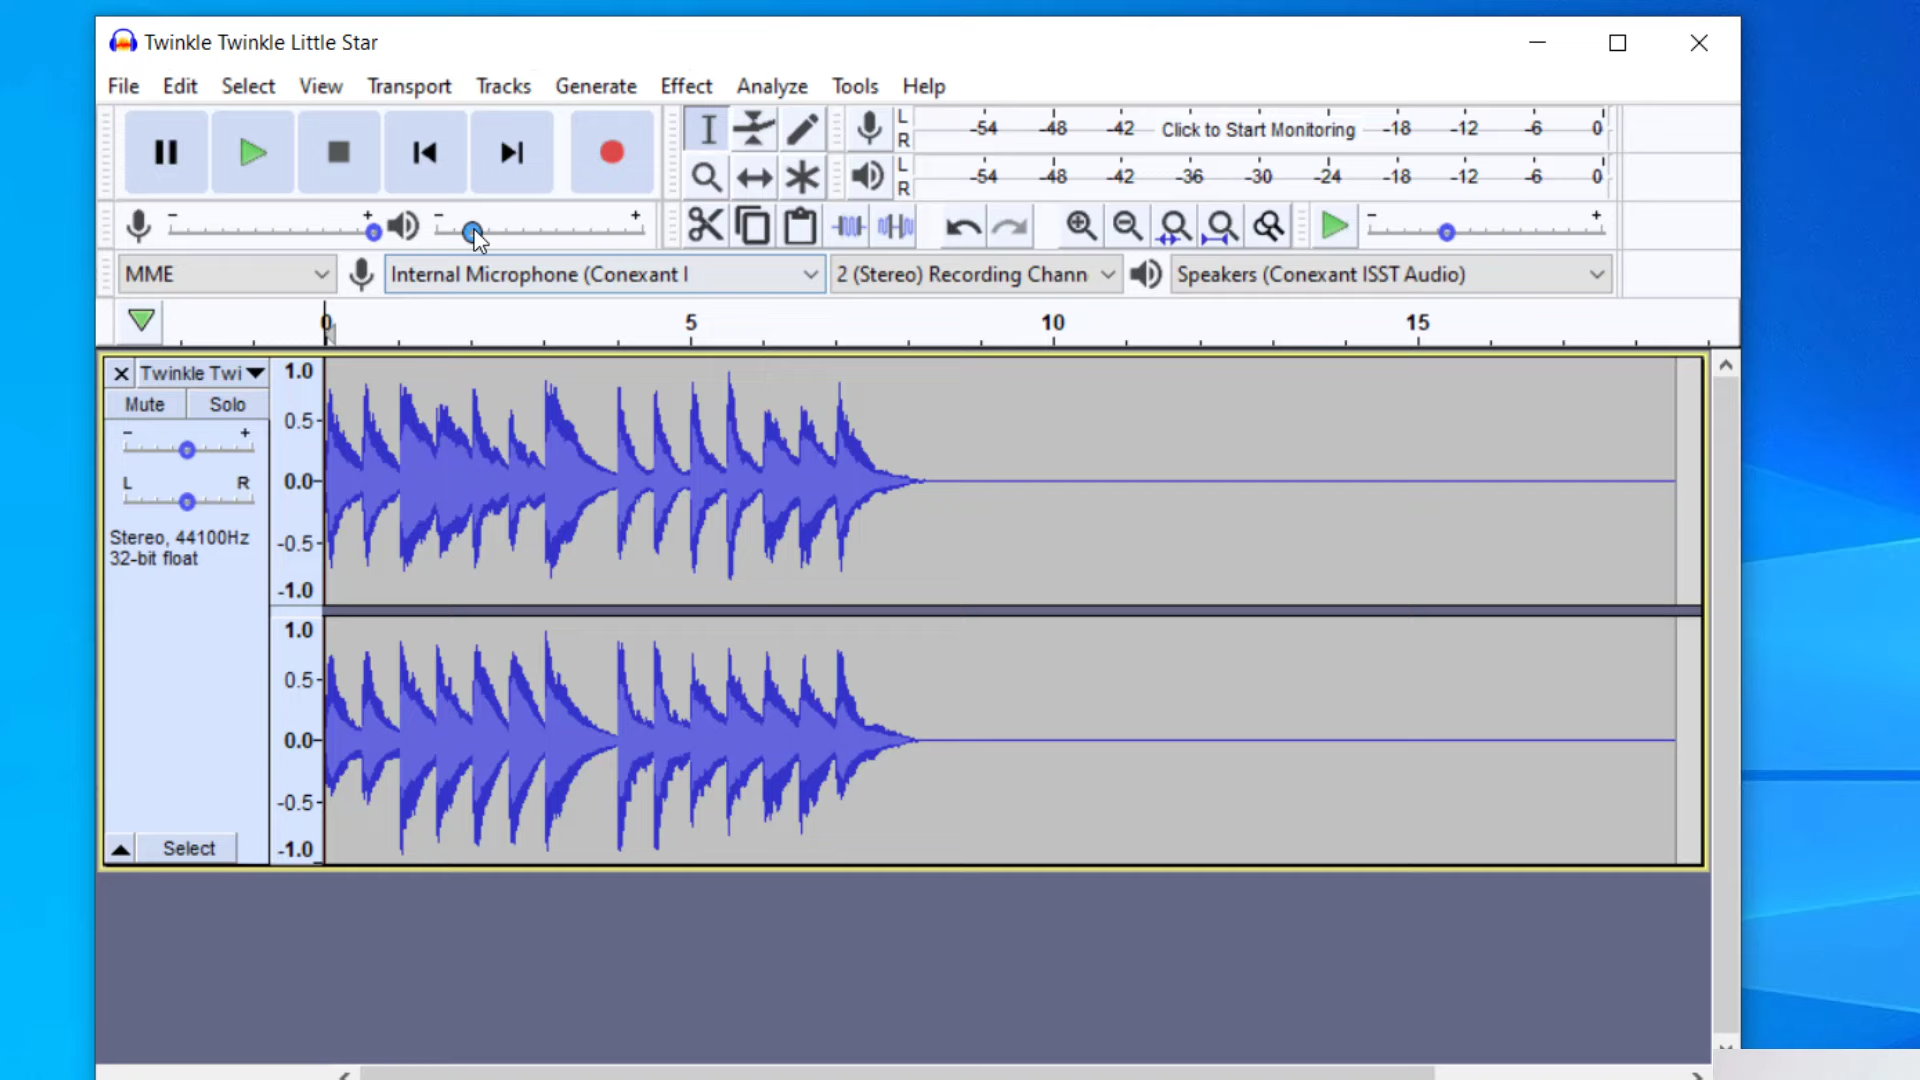 Twinkle Twinkle Little Star
File Edit Select View Transport Tracks Generate Effect Analyze Tools Help
L
R
-54 -48 -42 Click to Start Monitoring -18 -12 -6 0
L
R
-54 -48 -42 -36 -30 -24 -18 -12 -6 0
- + - + - +
MME Internal Microphone (Conexant I 2 (Stereo) Recording Chann Speakers (Conexant ISST Audio)
0 5 10 15
Twinkle Twi
Mute Solo
- +
L R
Stereo, 44100Hz
32-bit float
Select
1.0
0.5-
0.0-
-0.5-
-1.0
1.0
0.5-
0.0-
-0.5-
-1.0